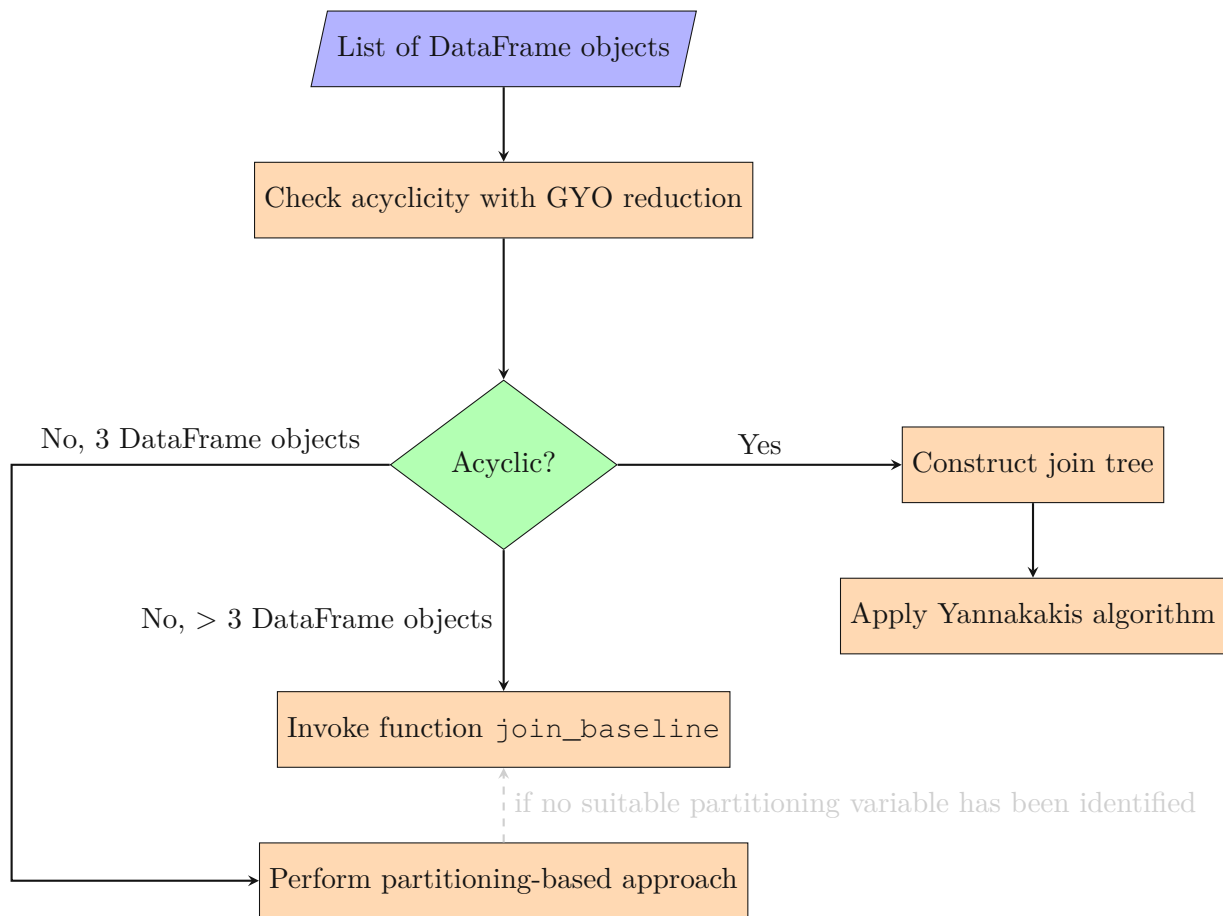 List of DataFrame objects
Check acyclicity with GYO reduction
No, 3 DataFrame objects
Acyclic?
Yes
Construct join tree
No, > 3 DataFrame objects
Apply Yannakakis algorithm
Invoke function join_baseline
if no suitable partitioning variable has been identified
Perform partitioning-based approach